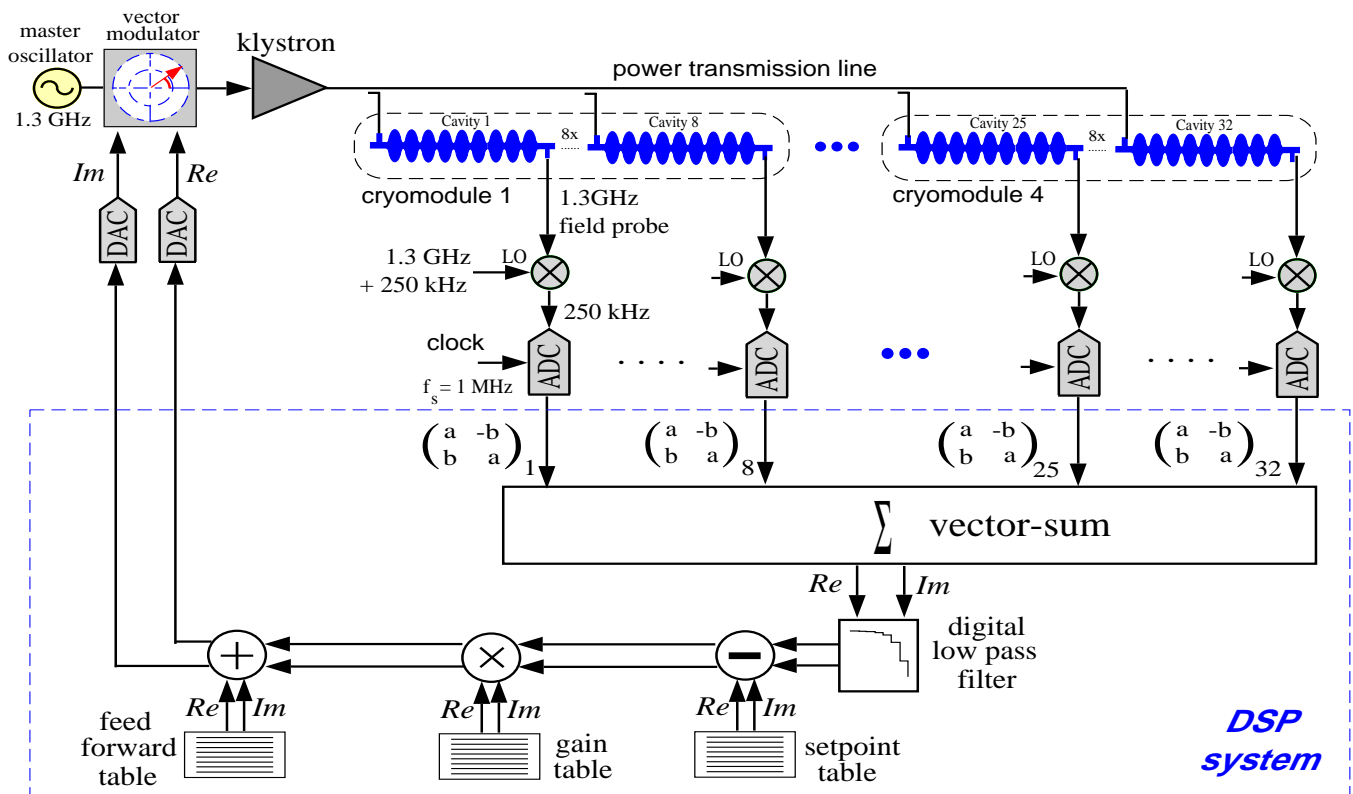 master
oscillator
1.3 GHz
vector
modulator
klystron
power transmission line
Cavity 1
8x
Cavity 8
Cavity 25
8x
Cavity 32
cryomodule 1
cryomodule 4
Im
Re
DAC
DAC
1.3GHz
field probe
1.3 GHz
+ 250 kHz
LO
LO
LO
LO
250 kHz
clock
f_s = 1 MHz
ADC
ADC
ADC
ADC
(a -b
b a)1
(a -b
b a)8
(a -b
b a)25
(a -b
b a)32
Σ vector-sum
Re
Im
digital
low pass
filter
+
×
−
Re
Im
Re
Im
Re
Im
feed
forward
table
gain
table
setpoint
table
DSP
system